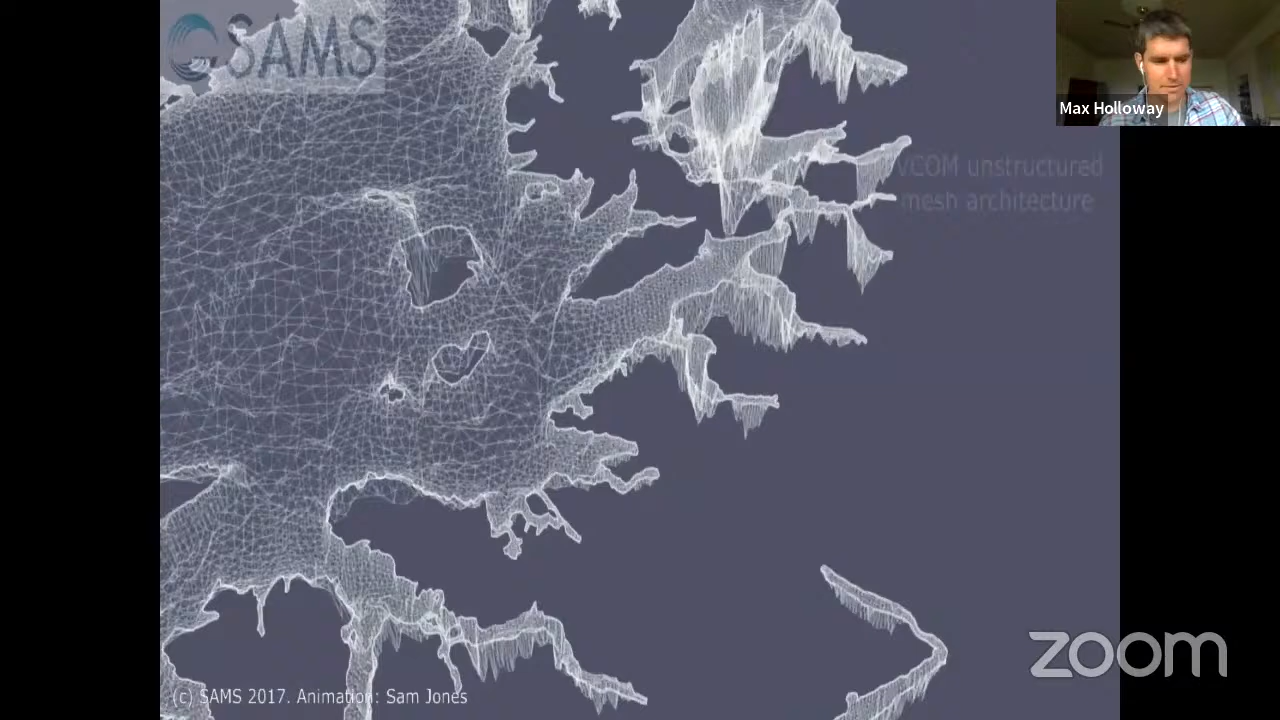 SAMS
Max Holloway
VCOM unstructured
mesh architecture
zoom
(c) SAMS 2017. Animation: Sam Jones